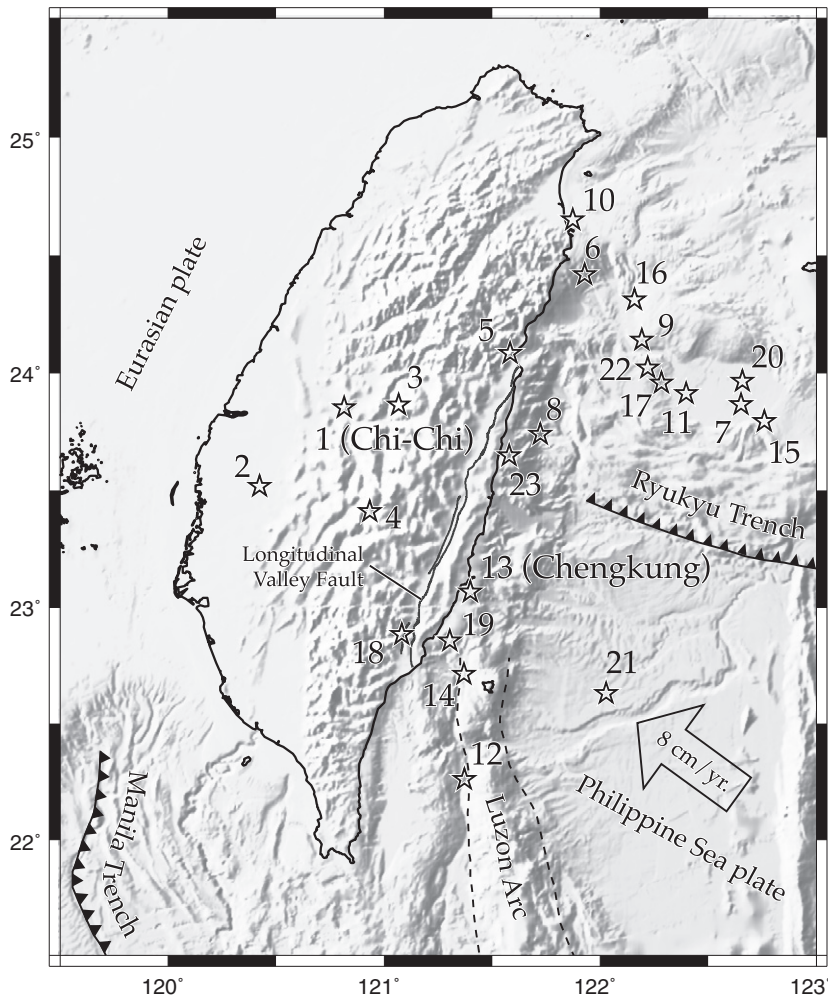 25°
24°
23°
22°
120°
121°
122°
123
Eurasian plate
10
6
16
5
9
20
22
17
11
7
15
3
1 (Chi-Chi)
8
2
23
4
Ryukyu Trench
Longitudinal
Valley Fault
13 (Chengkung)
18
19
14
21
12
8 cm/yr.
Philippine Sea plate
Manila Trench
Luzon Arc